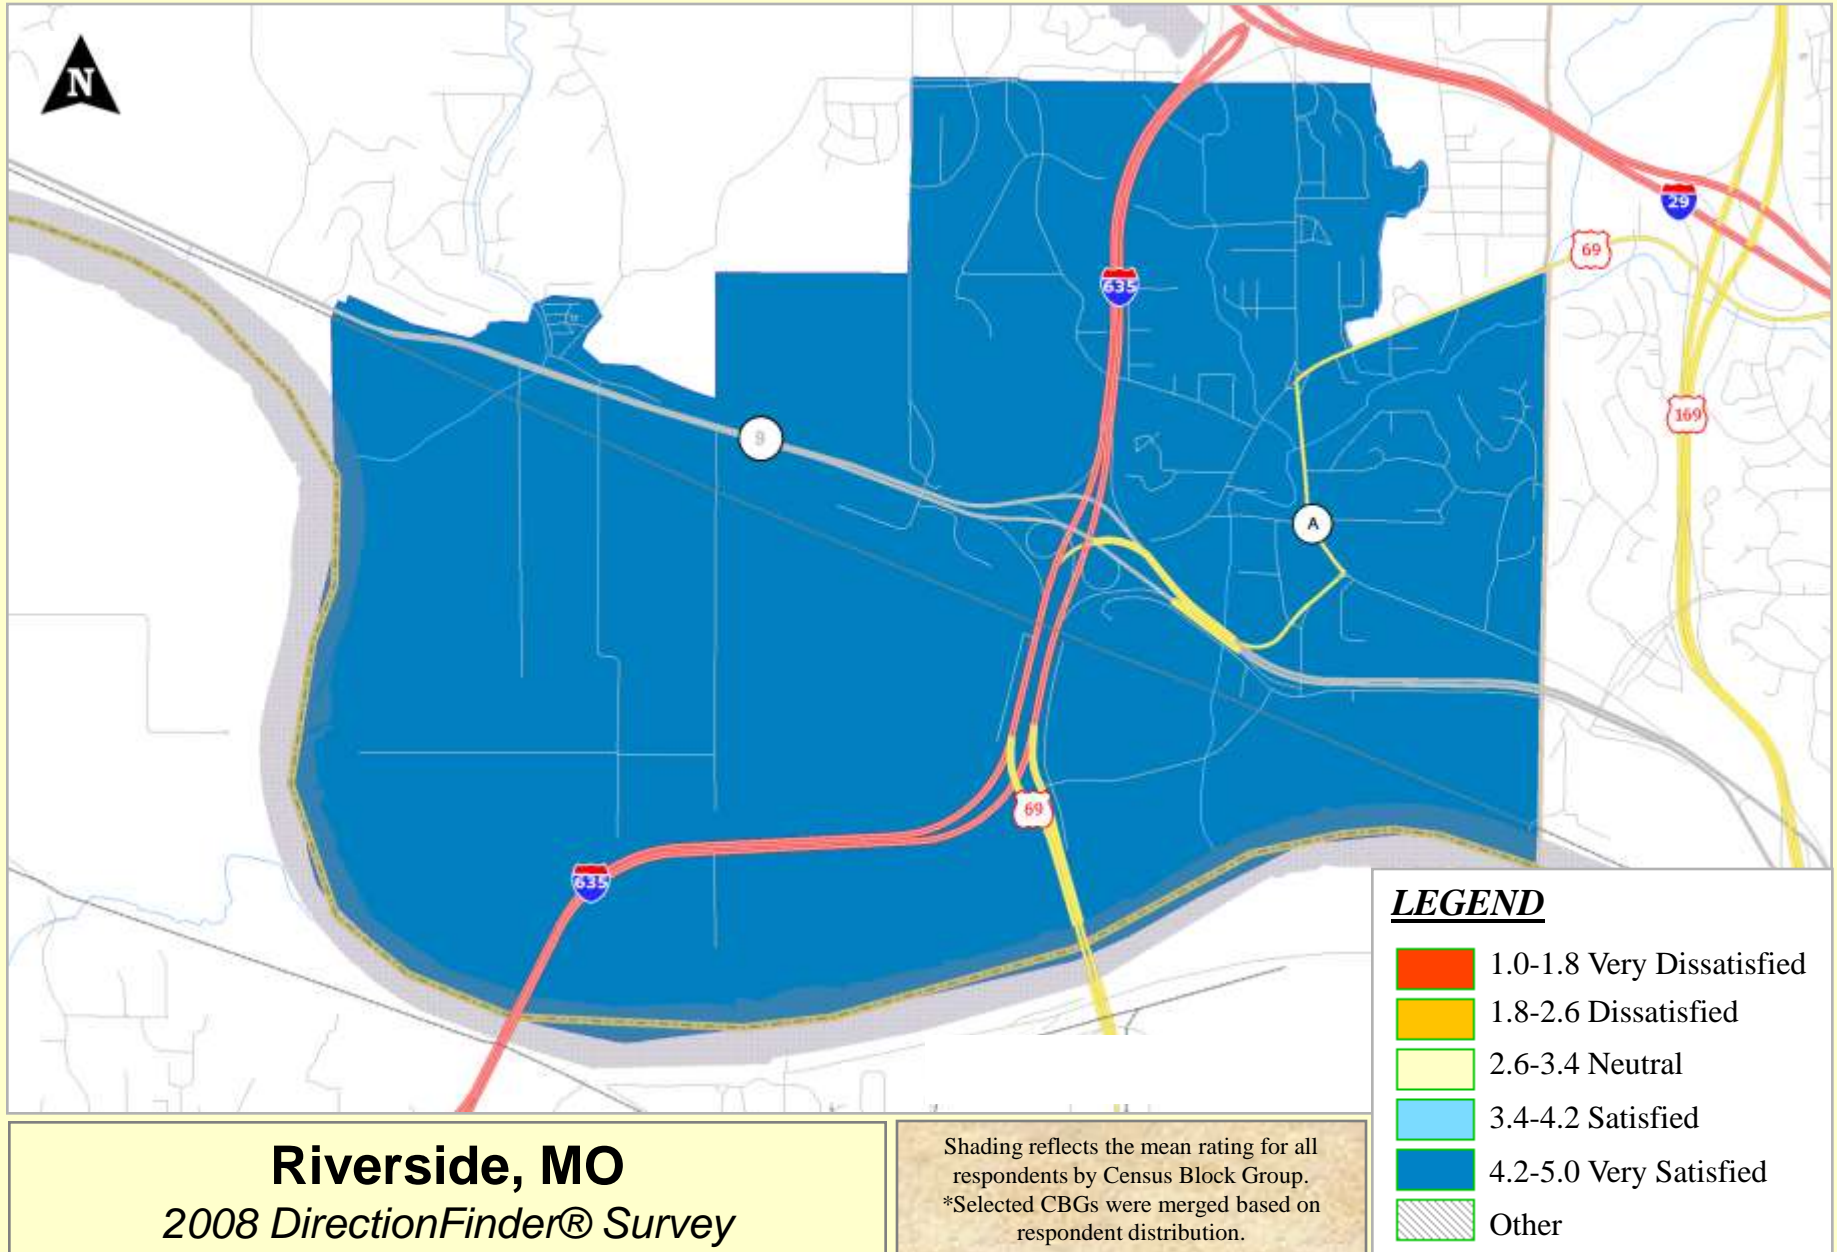 N
29
69
635
169
9
A
69
635
LEGEND
1.0-1.8 Very Dissatisfied
1.8-2.6 Dissatisfied
2.6-3.4 Neutral
3.4-4.2 Satisfied
4.2-5.0 Very Satisfied
Other
Riverside, MO
2008 DirectionFinder® Survey
Shading reflects the mean rating for all
respondents by Census Block Group.
*Selected CBGs were merged based on
respondent distribution.